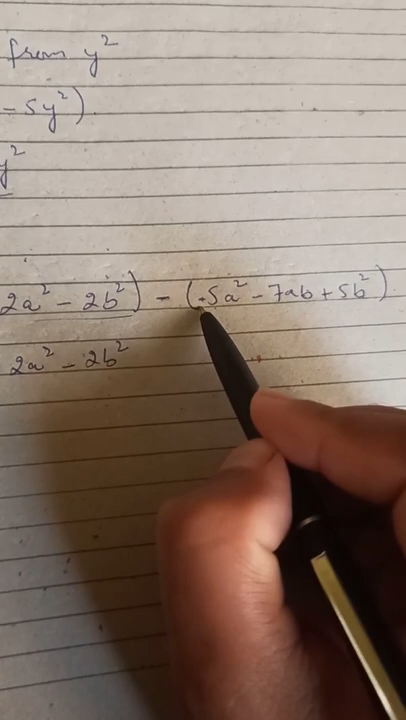 from y²
- 5y²)
y²
2a² - 2b²) - (-5a² - 7ab + 5b²)
2a² - 2b²